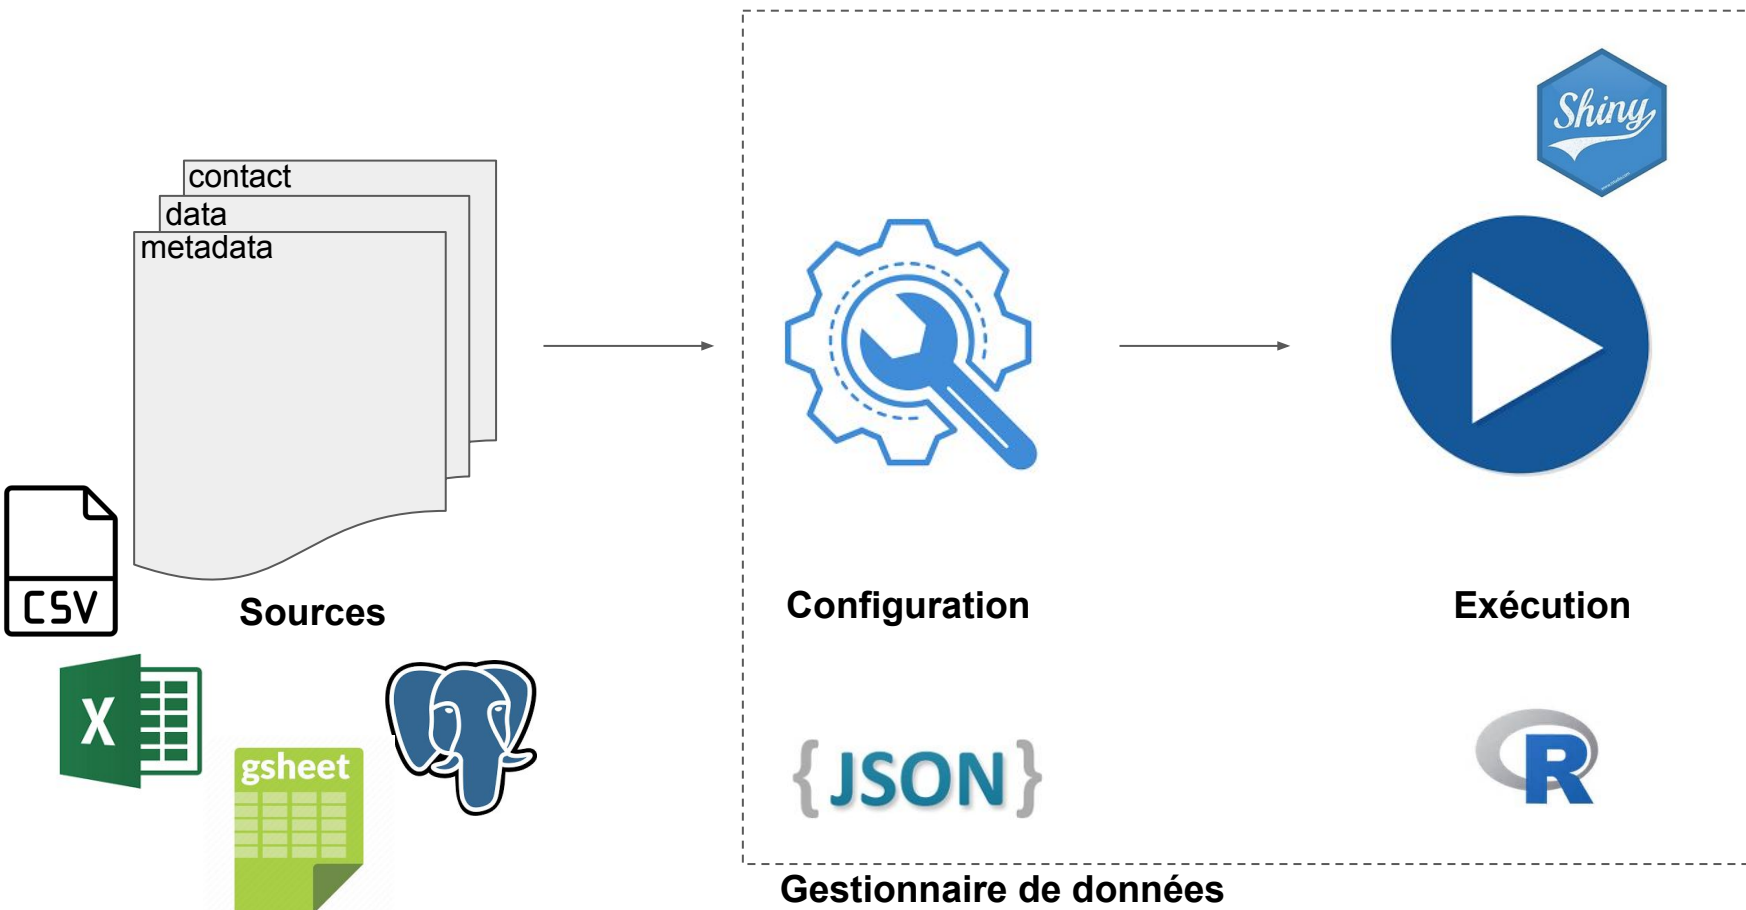 contact
data
metadata
CSV
Sources
X
gsheet
Configuration
{JSON}
Shiny
Exécution
R
Gestionnaire de données